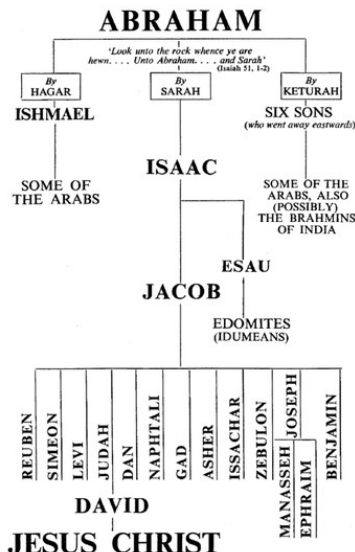 ABRAHAM
'Look unto the rock whence ye are
hewn. . . . Unto Abraham. . . . and Sarah'
(Isaiah 51, 1-2)
By
HAGAR
By
SARAH
By
KETURAH
ISHMAEL
SIX SONS
(who went away eastwards)
ISAAC
SOME OF
THE ARABS
SOME OF THE
ARABS, ALSO
(POSSIBLY)
THE BRAHMINS
OF INDIA
ESAU
JACOB
EDOMITES
(IDUMEANS)
REUBEN
SIMEON
LEVI
JUDAH
DAN
NAPHTALI
GAD
ASHER
ISSACHAR
ZEBULON
JOSEPH
MANASSEH
EPHRAIM
BENJAMIN
DAVID
JESUS CHRIST